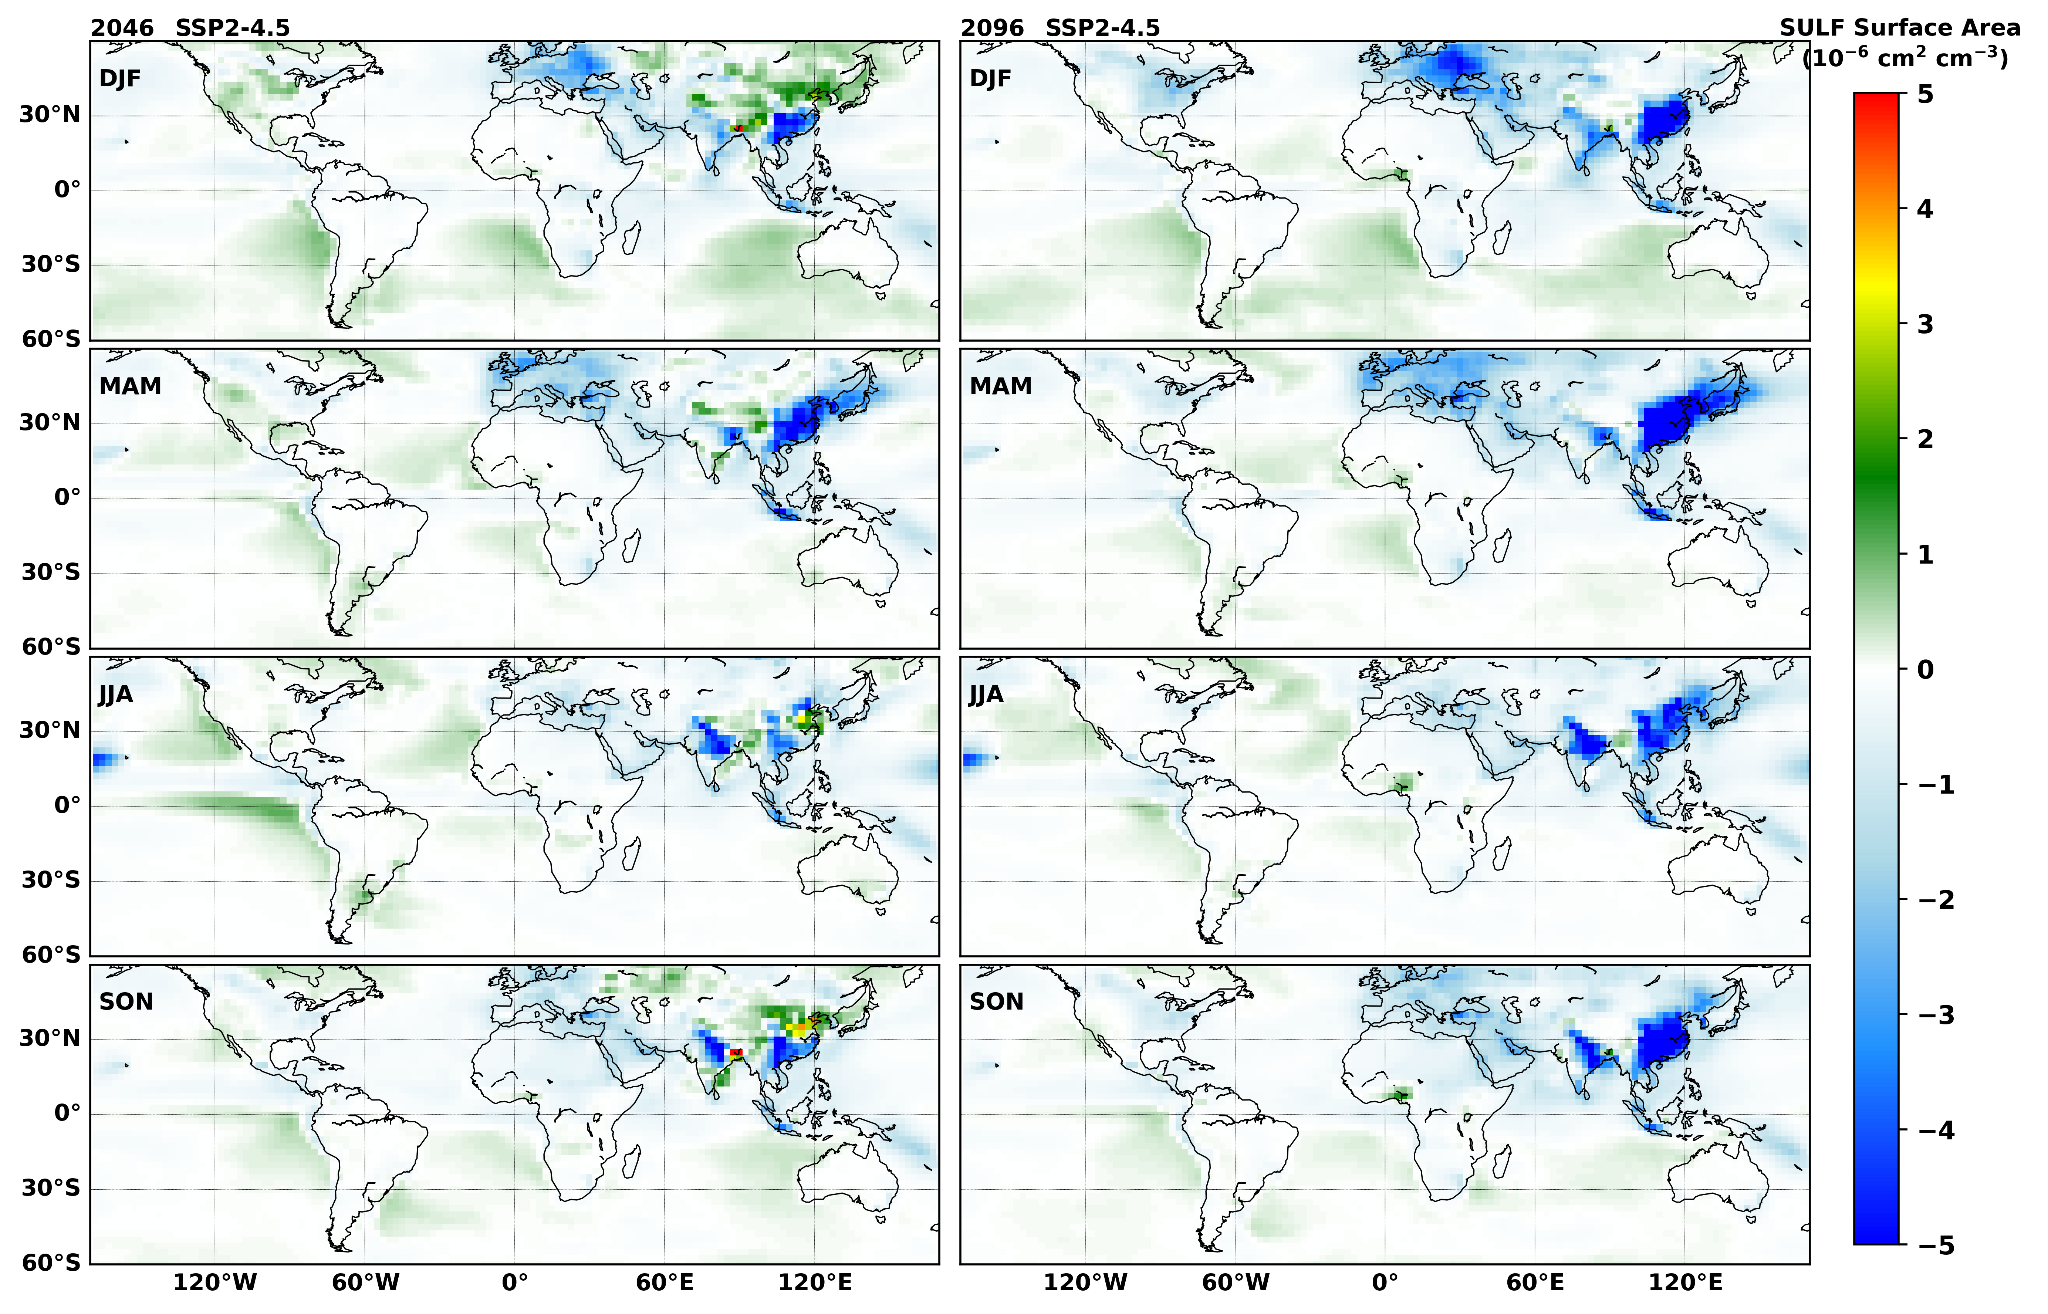 2046 SSP2-4.5
2096 SSP2-4.5
SULF Surface Area
(10⁻⁶ cm² cm⁻³)
DJF
30°N
0°
30°S
60°S
DJF
MAM
30°N
0°
30°S
60°S
MAM
JJA
30°N
0°
30°S
60°S
JJA
SON
30°N
0°
30°S
60°S
SON
120°W 60°W 0° 60°E 120°E
120°W 60°W 0° 60°E 120°E
5
4
3
2
1
0
−1
−2
−3
−4
−5